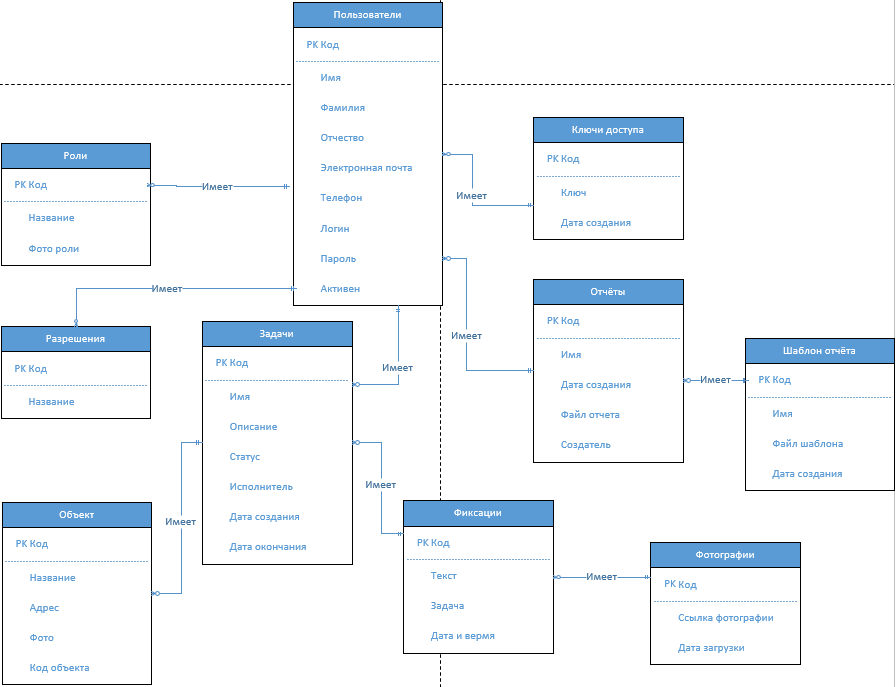 Пользователи
PK Код
Имя
Фамилия
Отчество
Электронная почта
Телефон
Логин
Пароль
Активен
Роли
PK Код
Название
Фото роли
Имеет
Ключи доступа
PK Код
Ключ
Дата создания
Имеет
Разрешения
PK Код
Название
Имеет
Отчёты
PK Код
Имя
Дата создания
Файл отчета
Создатель
Имеет
Шаблон отчёта
PK Код
Имя
Файл шаблона
Дата создания
Имеет
Задачи
PK Код
Имя
Описание
Статус
Исполнитель
Дата создания
Дата окончания
Имеет
Объект
PK Код
Название
Адрес
Фото
Код объекта
Имеет
Фиксации
PK Код
Текст
Задача
Дата и вермя
Имеет
Фотографии
PK Код
Ссылка фотографии
Дата загрузки
Имеет